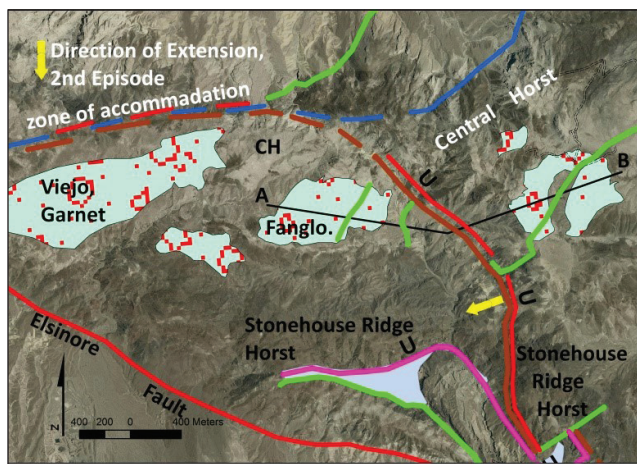 Direction of Extension,
2nd Episode
zone of accommadation
Central Horst
CH
U
B
Viejo,
Garnet
A
Fanglo.
U
Stonehouse Ridge
Horst
U
Stonehouse
Ridge
Horst
Elsinore
Fault
N
400 200 0 400 Meters
U